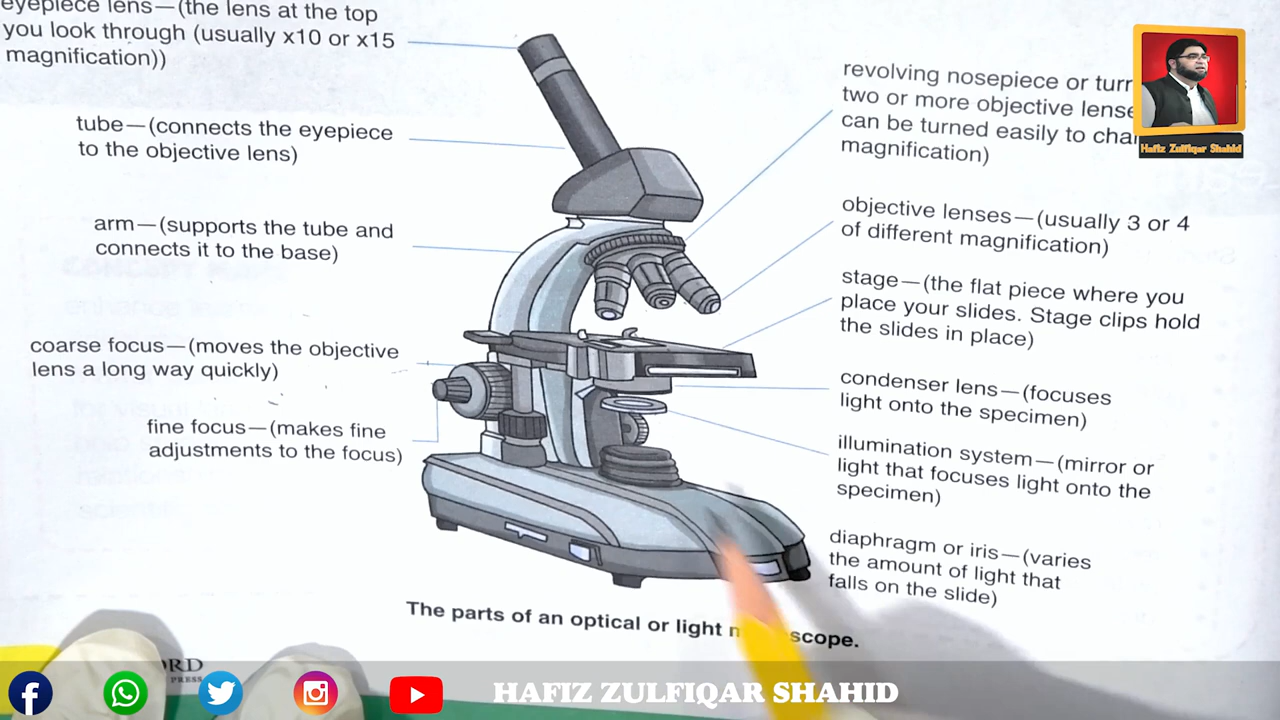 eyepiece lens—(the lens at the top
you look through (usually x10 or x15
magnification))
tube—(connects the eyepiece
to the objective lens)
arm—(supports the tube and
connects it to the base)
coarse focus—(moves the objective
lens a long way quickly)
fine focus—(makes fine
adjustments to the focus)
revolving nosepiece or
two or more objective
can be turned easily to
magnification)
Hafiz Zulfiqar Shahid
objective lenses—(usually 3 or 4
of different magnification)
stage—(the flat piece where you
place your slides. Stage clips hold
the slides in place)
condenser lens—(focuses
light onto the specimen)
illumination system—(mirror or
light that focuses light onto the
specimen)
diaphragm or iris—(varies
the amount of light that
falls on the slide)
The parts of an optical or light
PRESS
HAFIZ ZULFIQAR SHAHID